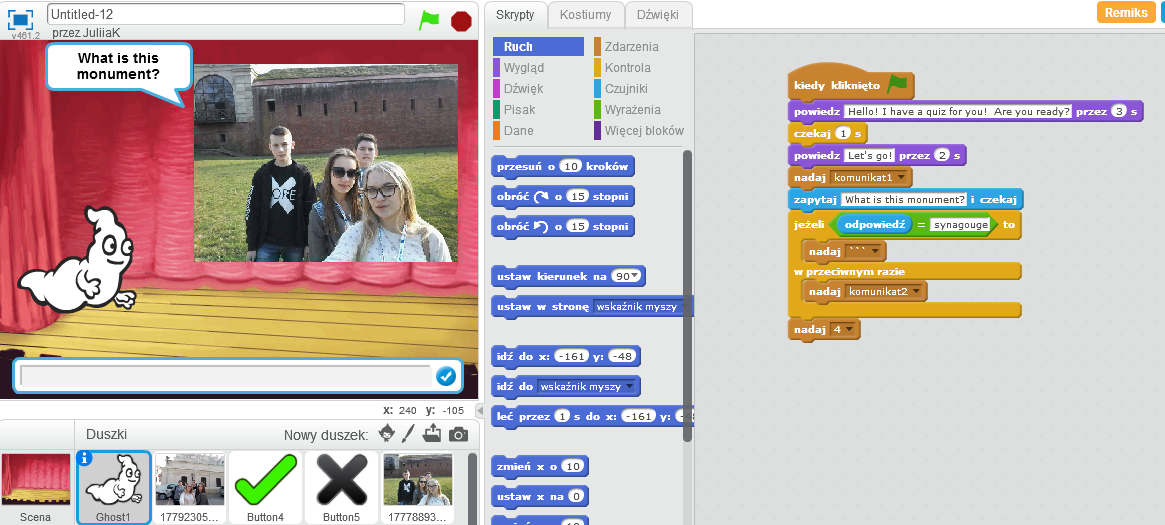 Untitled-12
v461.2
przez JuliiaK
What is this
monument?
OPE
x: 240 y: -105
Duszki
Nowy duszek:
Scena
Ghost1
17792305...
Button4
Button5
17778893...
Skrypty
Kostiumy
Dźwięki
Ruch
Zdarzenia
Wygląd
Kontrola
Dźwięk
Czujniki
Pisak
Wyrażenia
Dane
Więcej bloków
przesuń o 10 kroków
obróć o 15 stopni
obróć o 15 stopni
ustaw kierunek na 90
ustaw w stronę wskaźnik myszy
idź do x: -161 y: -48
idź do wskaźnik myszy
leć przez 1 s do x: -161 y:
zmień x o 10
ustaw x na 0
Remiks
kiedy kliknięto
powiedz Hello! I have a quiz for you! Are you ready? przez 3 s
czekaj 1 s
powiedz Let's go! przez 2 s
nadaj komunikat1
zapytaj What is this monument? i czekaj
jeżeli odpowiedź = synagouge to
nadaj ```
w przeciwnym razie
nadaj komunikat2
nadaj 4